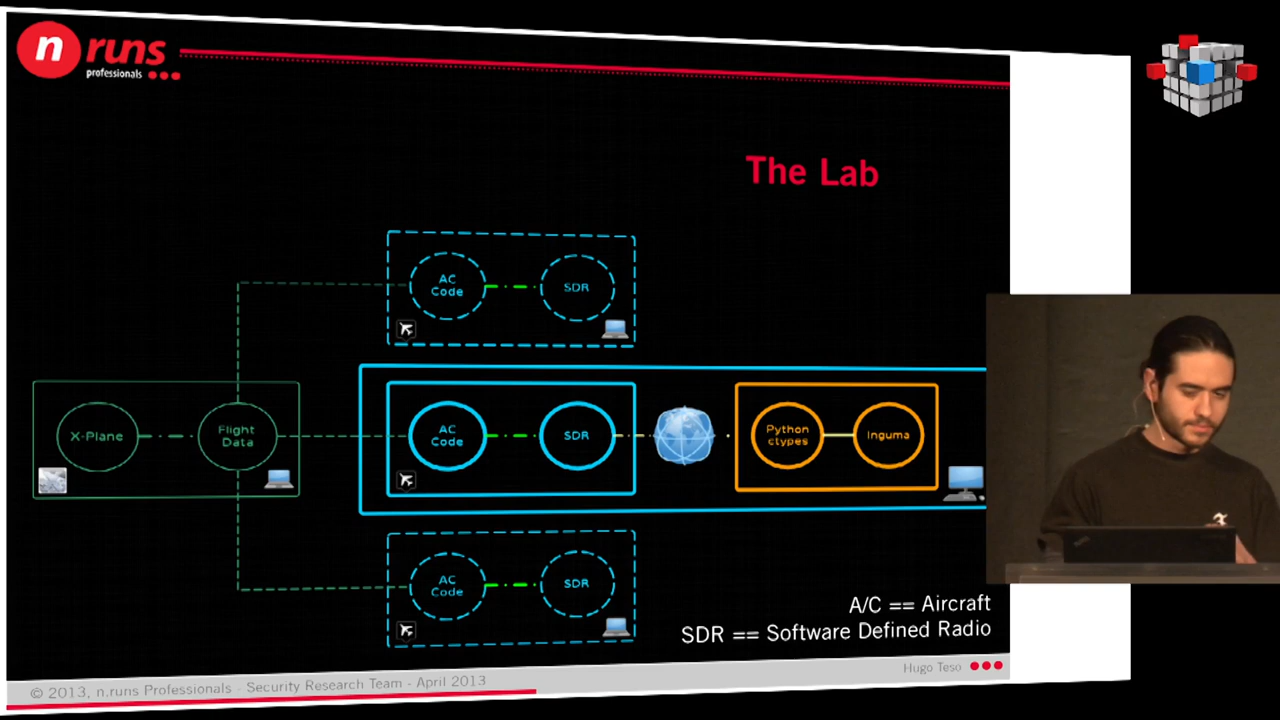 n runs
professionals
The Lab
AC
Code
SDR
X-Plane
Flight
Data
AC
Code
SDR
Python
ctypes
Inguma
AC
Code
SDR
A/C == Aircraft
SDR == Software Defined Radio
Hugo Teso
© 2013, n.runs Professionals - Security Research Team - April 2013